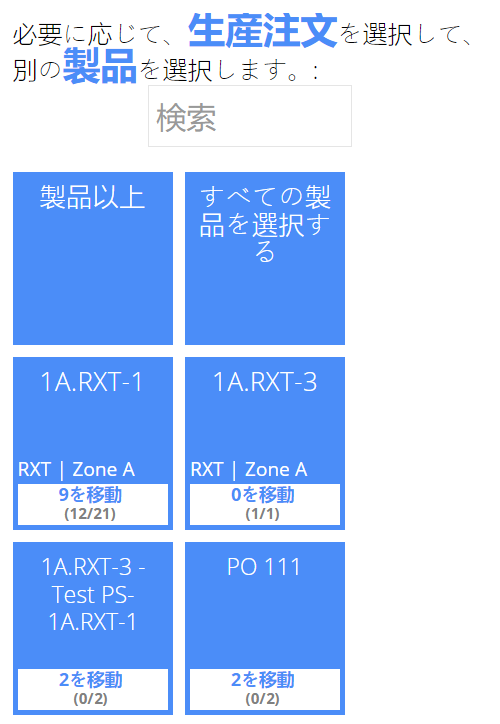 必要に応じて、生産注文を選択して、
別の製品を選択します。:
検索
製品以上
すべての製
品を選択す
る
1A.RXT-1
RXT | Zone A
9を移動
(12/21)
1A.RXT-3
RXT | Zone A
0を移動
(1/1)
1A.RXT-3 -
Test PS-
1A.RXT-1
2を移動
(0/2)
PO 111
2を移動
(0/2)